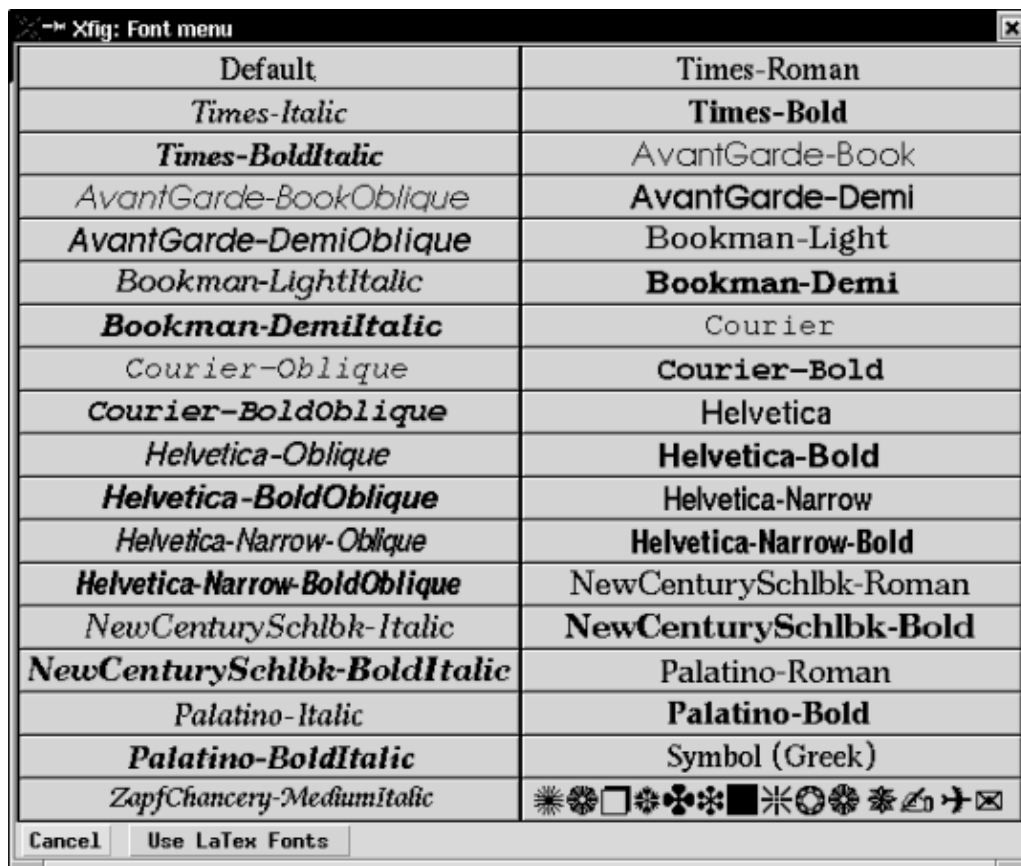 Xfig: Font menu
Default Times-Roman
Times-Italic Times-Bold
Times-BoldItalic AvantGarde-Book
AvantGarde-BookOblique AvantGarde-Demi
AvantGarde-DemiOblique Bookman-Light
Bookman-LightItalic Bookman-Demi
Bookman-DemiItalic Courier
Courier-Oblique Courier-Bold
Courier-BoldOblique Helvetica
Helvetica-Oblique Helvetica-Bold
Helvetica-BoldOblique Helvetica-Narrow
Helvetica-Narrow-Oblique Helvetica-Narrow-Bold
Helvetica-Narrow-BoldOblique NewCenturySchlbk-Roman
NewCenturySchlbk-Italic NewCenturySchlbk-Bold
NewCenturySchlbk-BoldItalic Palatino-Roman
Palatino-Italic Palatino-Bold
Palatino-BoldItalic Symbol (Greek)
ZapfChancery-MediumItalic
Cancel Use LaTex Fonts